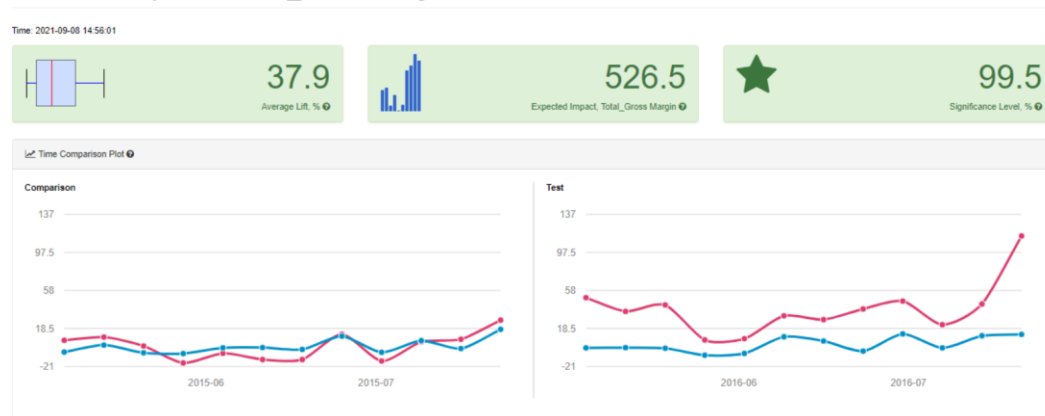 Time: 2021-09-08 14:56:01
37.9
Average Lift, %
526.5
Expected Impact, Total_Gross Margin
99.5
Significance Level, %
Time Comparison Plot
Comparison
137
97.5
58
18.5
-21
2015-06 2015-07
Test
137
97.5
58
18.5
-21
2016-06 2016-07